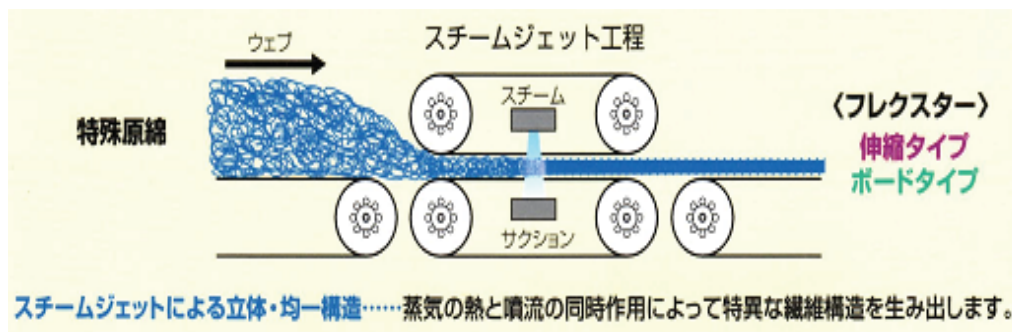 ウェブ
スチームジェット工程
スチーム
特殊原綿
〈フレクスター〉
伸縮タイプ
ボードタイプ
サクション
スチームジェットによる立体・均一構造……蒸気の熱と噴流の同時作用によって特異な繊維構造を生み出します。